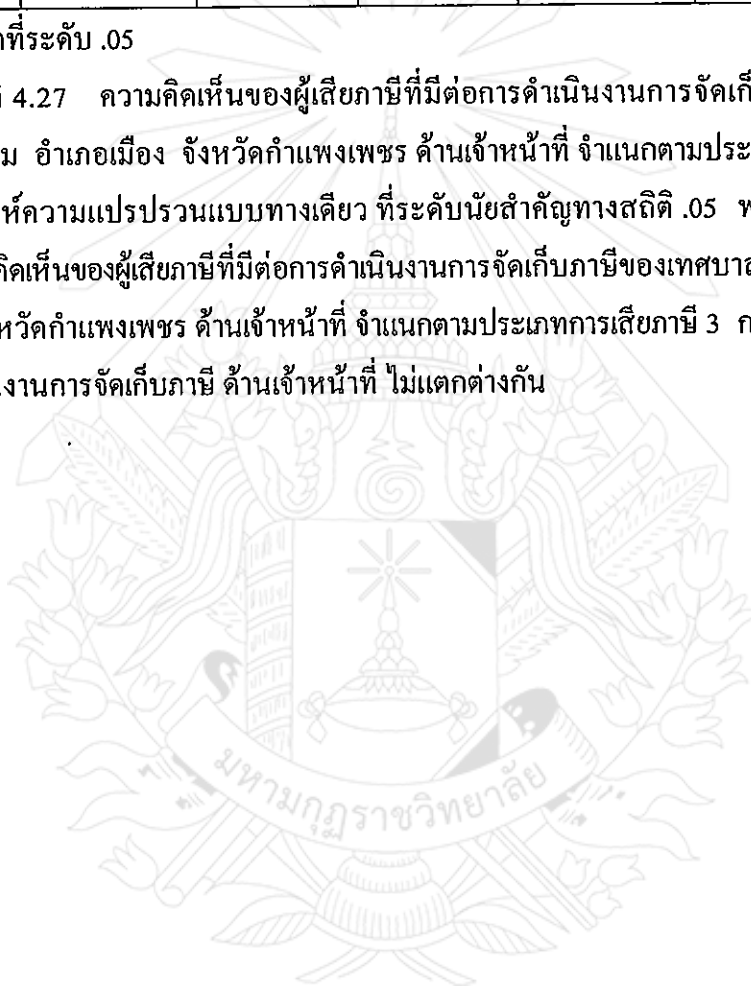 ที่ระดับ .05
4.27 ความคิดเห็นของผู้เสียภาษีที่มีต่อการดำเนินงานการจัดเก็
ม อำเภอเมือง จังหวัดกำแพงเพชร ด้านเจ้าหน้าที่ จำแนกตามประ
ห์ความแปรปรวนแบบทางเดียว ที่ระดับนัยสำคัญทางสถิติ .05 พ
คิดเห็นของผู้เสียภาษีที่มีต่อการดำเนินงานการจัดเก็บภาษีของเทศบาล
หวัดกำแพงเพชร ด้านเจ้าหน้าที่ จำแนกตามประเภทการเสียภาษี 3 ก
งานการจัดเก็บภาษี ด้านเจ้าหน้าที่ ไม่แตกต่างกัน
มหามกุฏราชวิทยาลัย